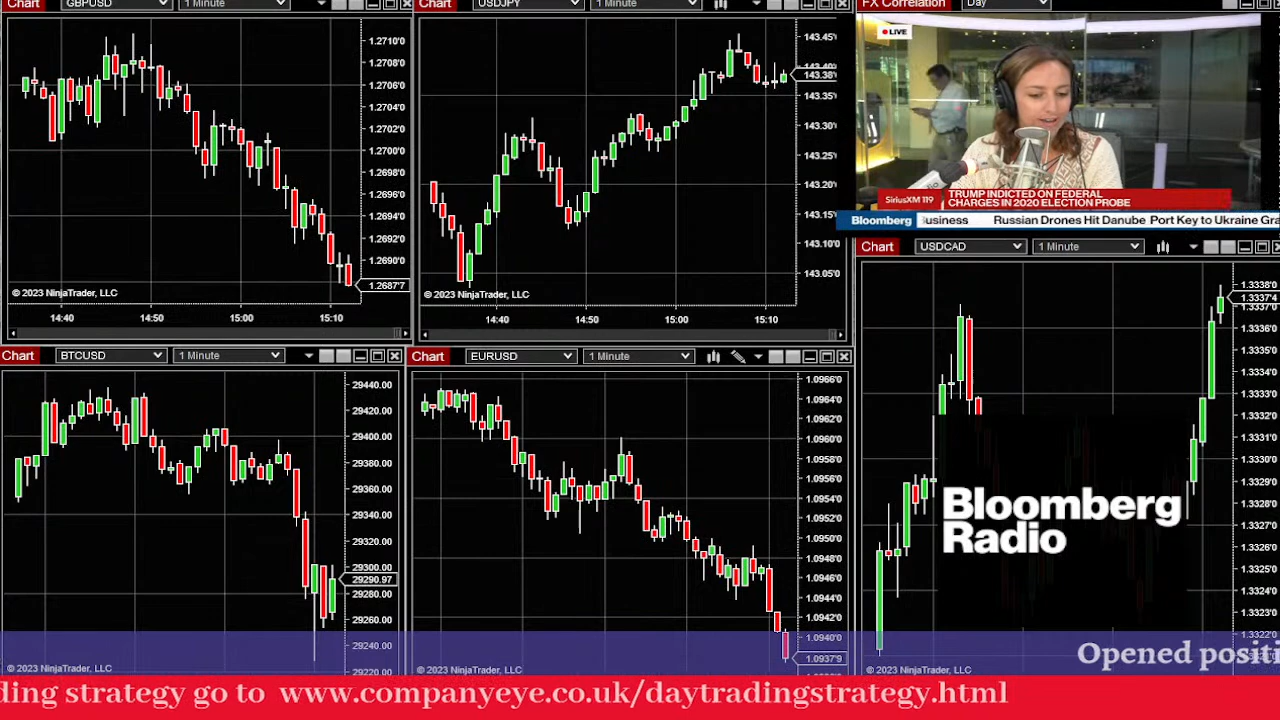 Chart GBPUSD 1 Minute
1.2710'0
1.2708'0
1.2706'0
1.2704'0
1.2702'0
1.2700'0
1.2698'0
1.2696'0
1.2694'0
1.2692'0
1.2690'0
1.2687'7
© 2023 NinjaTrader, LLC
14:40 14:50 15:00 15:10
Chart USDJPY 1 Minute
143.45'
143.40'
143.38'
143.35'
143.30'
143.25'
143.20'
143.15'
143.10'
143.05'
© 2023 NinjaTrader, LLC
14:40 14:50 15:00 15:10
FX Correlation Day
LIVE
SiriusXM 119
TRUMP INDICTED ON FEDERAL
CHARGES IN 2020 ELECTION PROBE
Bloomberg usiness Russian Drones Hit Danube Port Key to Ukraine Gra
Chart BTCUSD 1 Minute
29440.00
29420.00
29400.00
29380.00
29360.00
29340.00
29320.00
29300.00
29290.97
29280.00
29260.00
29240.00
29220.00
© 2023 NinjaTrader, LLC
Chart EURUSD 1 Minute
1.0966'0
1.0964'0
1.0960'0
1.0958'0
1.0954'0
1.0952'0
1.0948'0
1.0946'0
1.0944'0
1.0940'0
1.0937'9
© 2023 NinjaTrader, LLC
Chart USDCAD 1 Minute
1.3338'0
1.3337'4
1.3337'0
1.3336'0
1.3335'0
1.3334'0
1.3333'0
1.3332'0
1.3331'0
1.3330'0
1.3329'0
1.3328'0
1.3327'0
1.3326'0
1.3325'0
1.3324'0
1.3323'0
1.3322'0
Bloomberg
Radio
© 2023 NinjaTrader, LLC
Opened positi
ding strategy go to www.companyeye.co.uk/daytradingstrategy.html